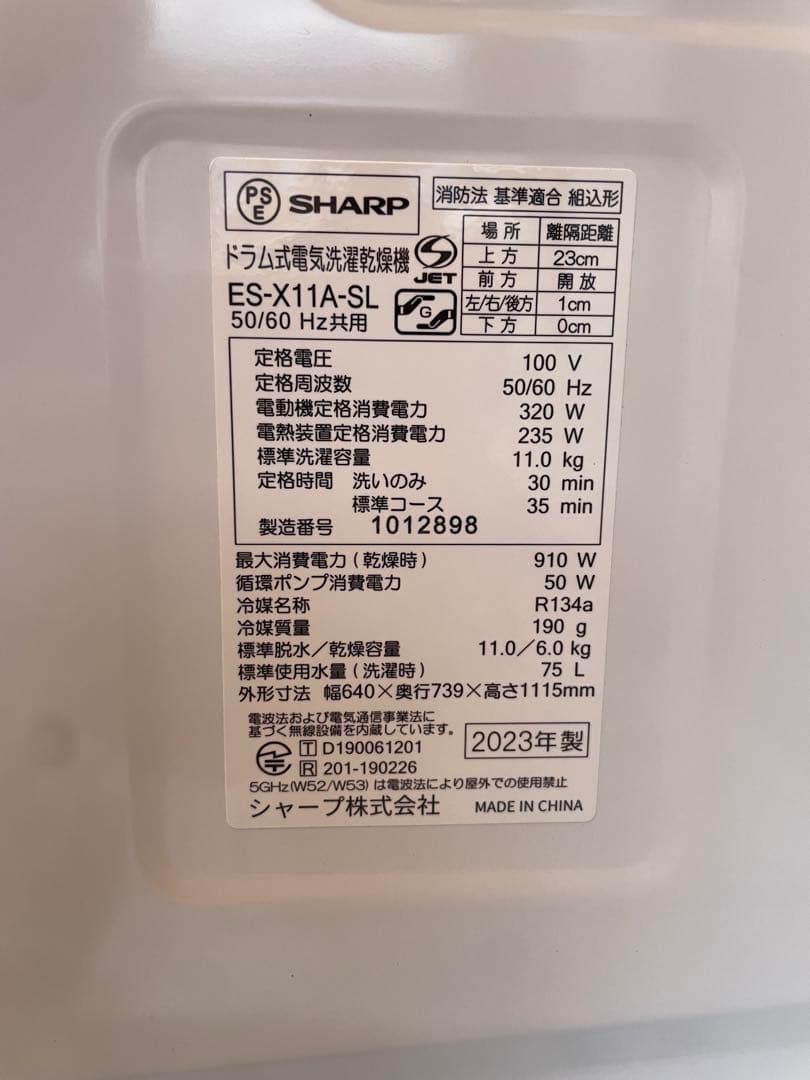 PSE SHARP
消防法 基準適合 組込形
場所 離隔距離
上方 23cm
前方 開放
左/右/後方 1cm
下方 0cm
ドラム式電気洗濯乾燥機
S JET
ES-X11A-SL
50/60 Hz共用
G
定格電圧 100 V
定格周波数 50/60 Hz
電動機定格消費電力 320 W
電熱装置定格消費電力 235 W
標準洗濯容量 11.0 kg
定格時間 洗いのみ 30 min
標準コース 35 min
製造番号 1012898
最大消費電力(乾燥時) 910 W
循環ポンプ消費電力 50 W
冷媒名称 R134a
冷媒質量 190 g
標準脱水/乾燥容量 11.0/6.0 kg
標準使用水量(洗濯時) 75 L
外形寸法 幅640×奥行739×高さ1115mm
電波法および電気通信事業法に
基づく無線設備を内蔵しています。
T D190061201
R 201-190226
2023年製
5GHz(W52/W53)は電波法により屋外での使用禁止
シャープ株式会社 MADE IN CHINA